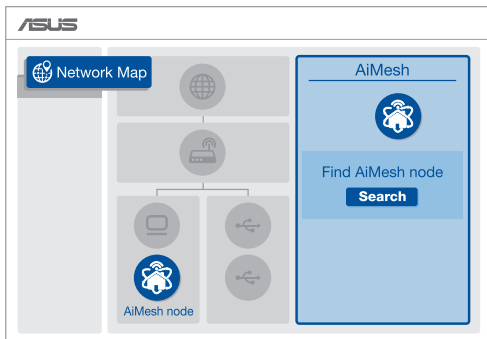 ASUS
Network Map
AiMesh
Find AiMesh node
Search
AiMesh node